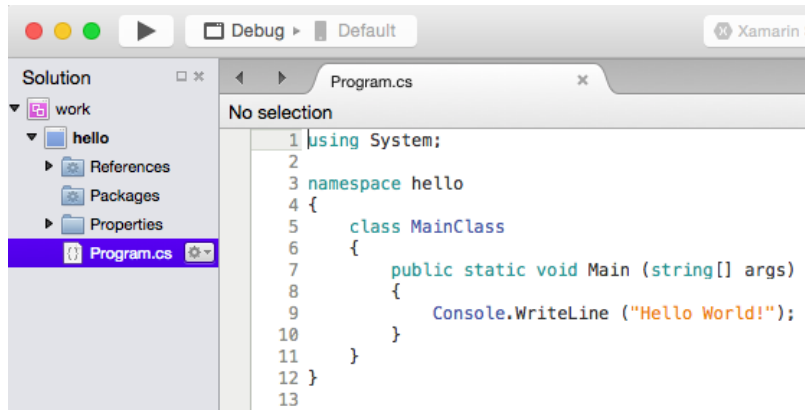 Debug Default Xamarin
Solution
work
hello
References
Packages
Properties
Program.cs
Program.cs
No selection
1 using System;
2
3 namespace hello
4 {
5     class MainClass
6     {
7         public static void Main (string[] args)
8         {
9             Console.WriteLine ("Hello World!");
10         }
11     }
12 }
13